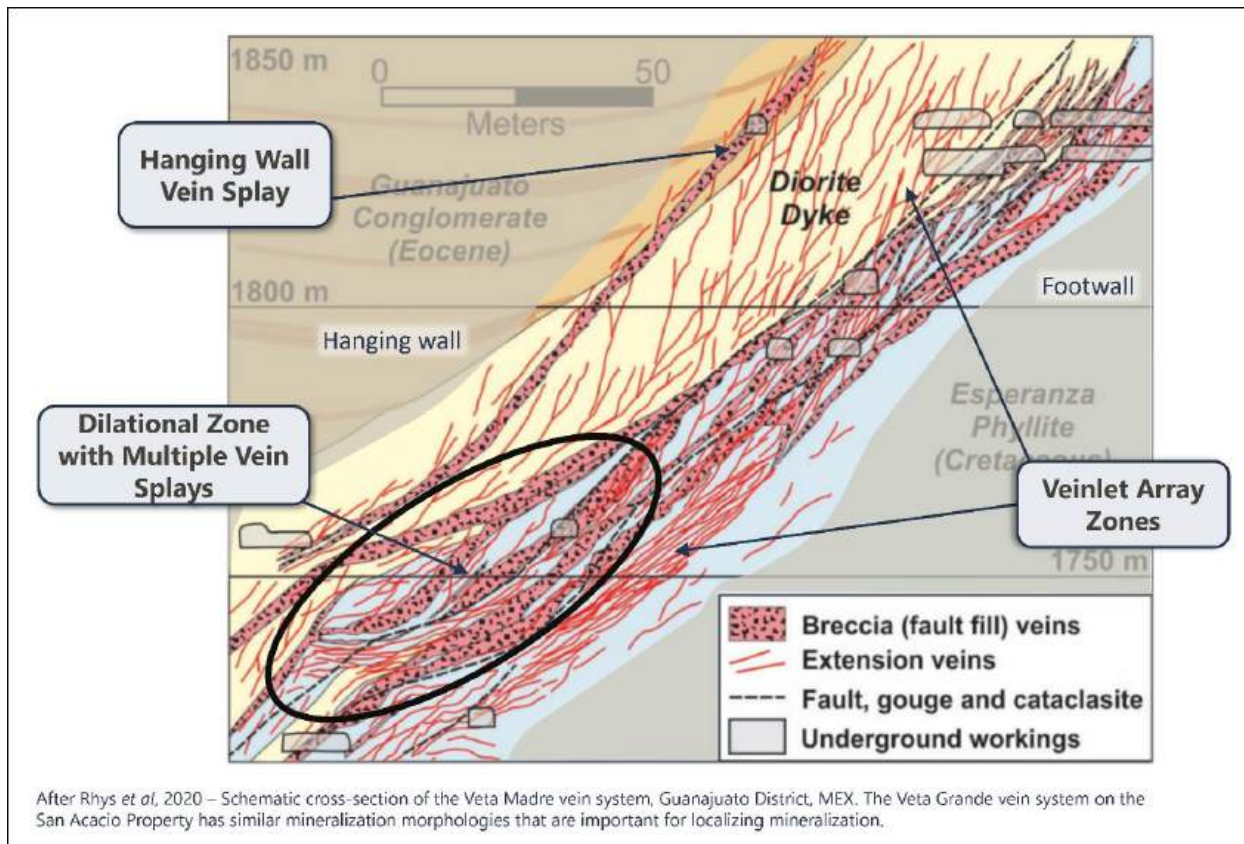 1850 m
0 50
Meters
Hanging Wall
Vein Splay
Guanajuato
Conglomerate
(Eocene)
Diorite
Dyke
1800 m
Footwall
Hanging wall
Dilational Zone
with Multiple Vein
Splays
Esperanza
Phyllite
(Cretaceous)
Veinlet Array
Zones
1750 m
Breccia (fault fill) veins
Extension veins
Fault, gouge and cataclasite
Underground workings
After Rhys et al, 2020 – Schematic cross-section of the Veta Madre vein system, Guanajuato District, MEX. The Veta Grande vein system on the
San Acacio Property has similar mineralization morphologies that are important for localizing mineralization.